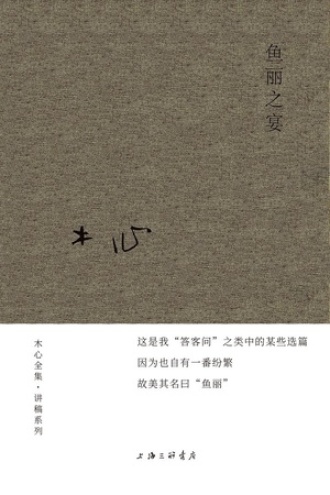 鱼丽之宴
木心
这是我“答客问”之类中的某些选篇
因为也自有一番纷繁
故美其名曰“鱼丽”
木心全集·讲稿系列
上海三联书店